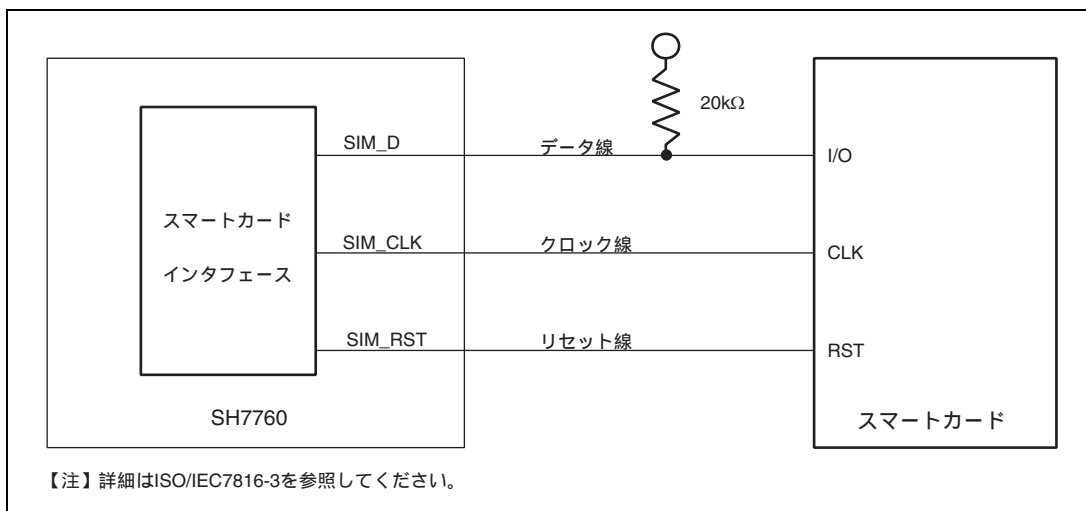 20kΩ
SIM_D
データ線
I/O
スマートカード
インタフェース
SIM_CLK
クロック線
CLK
SIM_RST
リセット線
RST
SH7760
スマートカード
【注】詳細はISO/IEC7816-3を参照してください。